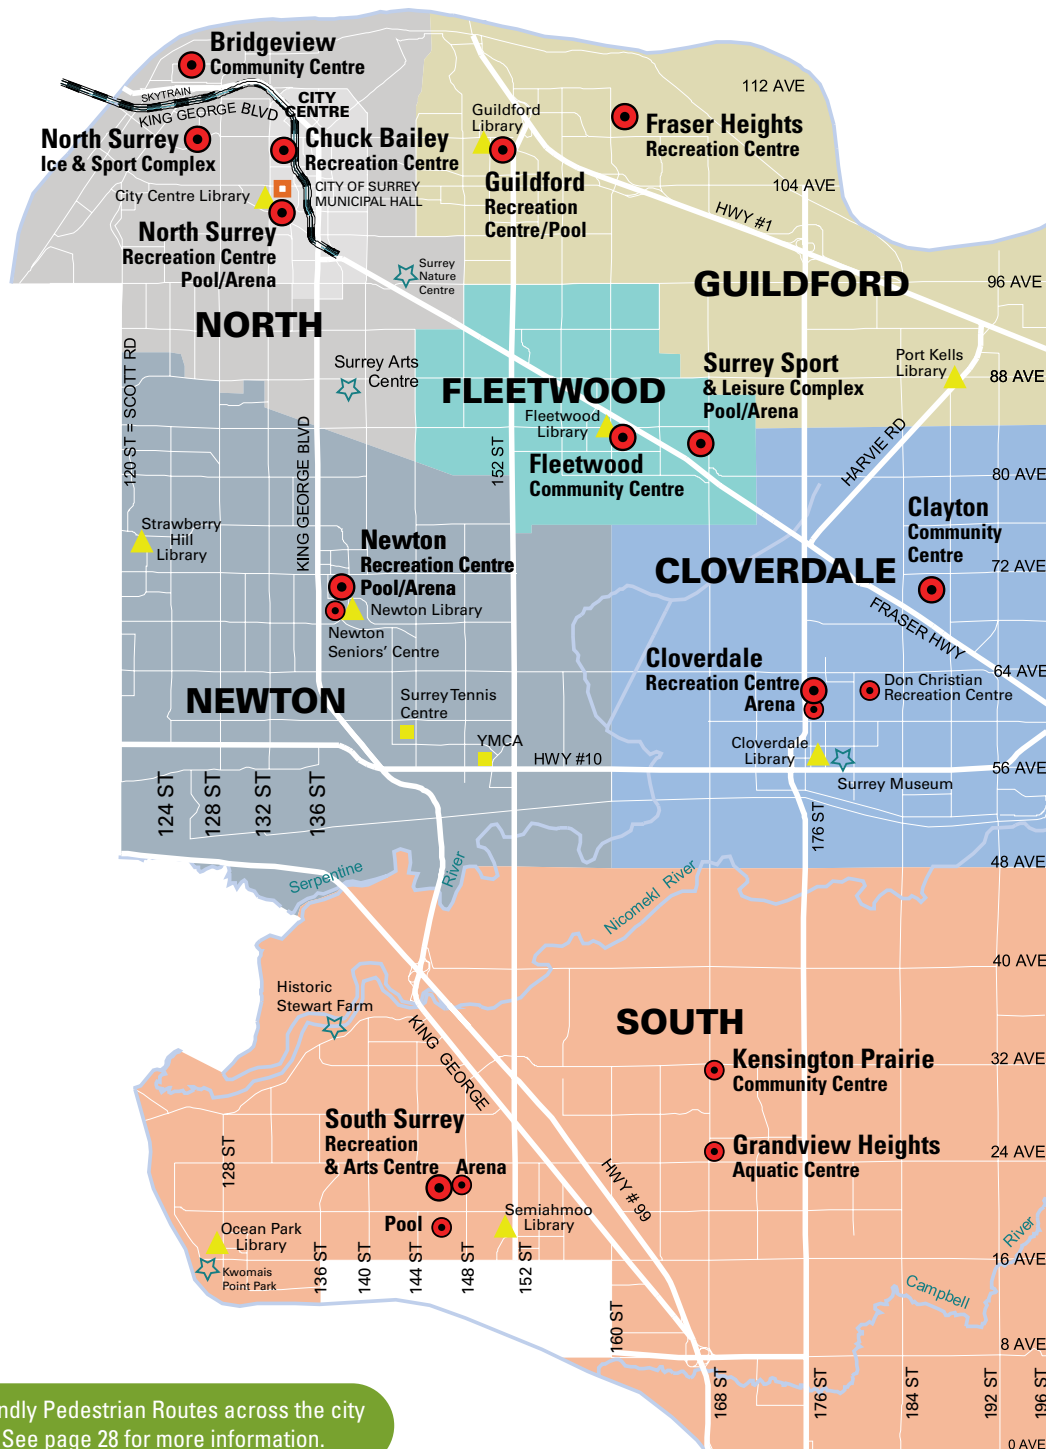 Bridgeview
Community Centre
SKYTRAIN
KING GEORGE BLVD
CITY
CENTRE
North Surrey
Ice & Sport Complex
Chuck Bailey
Recreation Centre
City Centre Library
CITY OF SURREY
MUNICIPAL HALL
North Surrey
Recreation Centre
Pool/Arena
Surrey
Nature
Centre
Guildford
Library
Guildford
Recreation
Centre/Pool
Fraser Heights
Recreation Centre
112 AVE
104 AVE
HWY #1
96 AVE
GUILDFORD
NORTH
Surrey Arts
Centre
120 ST = SCOTT RD
KING GEORGE BLVD
FLEETWOOD
Fleetwood
Library
Fleetwood
Community Centre
152 ST
Surrey Sport
& Leisure Complex
Pool/Arena
Port Kells
Library
88 AVE
HARVIE RD
80 AVE
Strawberry
Hill
Library
Newton
Recreation Centre
Pool/Arena
Newton Library
Newton
Seniors' Centre
Clayton
Community
Centre
CLOVERDALE
72 AVE
FRASER HWY
64 AVE
Cloverdale
Recreation Centre
Arena
Don Christian
Recreation Centre
NEWTON
Surrey Tennis
Centre
YMCA
HWY #10
Cloverdale
Library
Surrey Museum
56 AVE
124 ST
128 ST
132 ST
136 ST
176 ST
48 AVE
Serpentine
River
Nicomekl River
40 AVE
Historic
Stewart Farm
KING GEORGE
SOUTH
32 AVE
Kensington Prairie
Community Centre
24 AVE
Grandview Heights
Aquatic Centre
South Surrey
Recreation
& Arts Centre
Arena
Pool
128 ST
HWY # 99
Semiahmoo
Library
Ocean Park
Library
Kwomais
Point Park
136 ST
140 ST
144 ST
148 ST
152 ST
160 ST
River
16 AVE
Campbell
8 AVE
168 ST
176 ST
184 ST
192 ST
196 ST
0 AVE
ndly Pedestrian Routes across the city
See page 28 for more information.